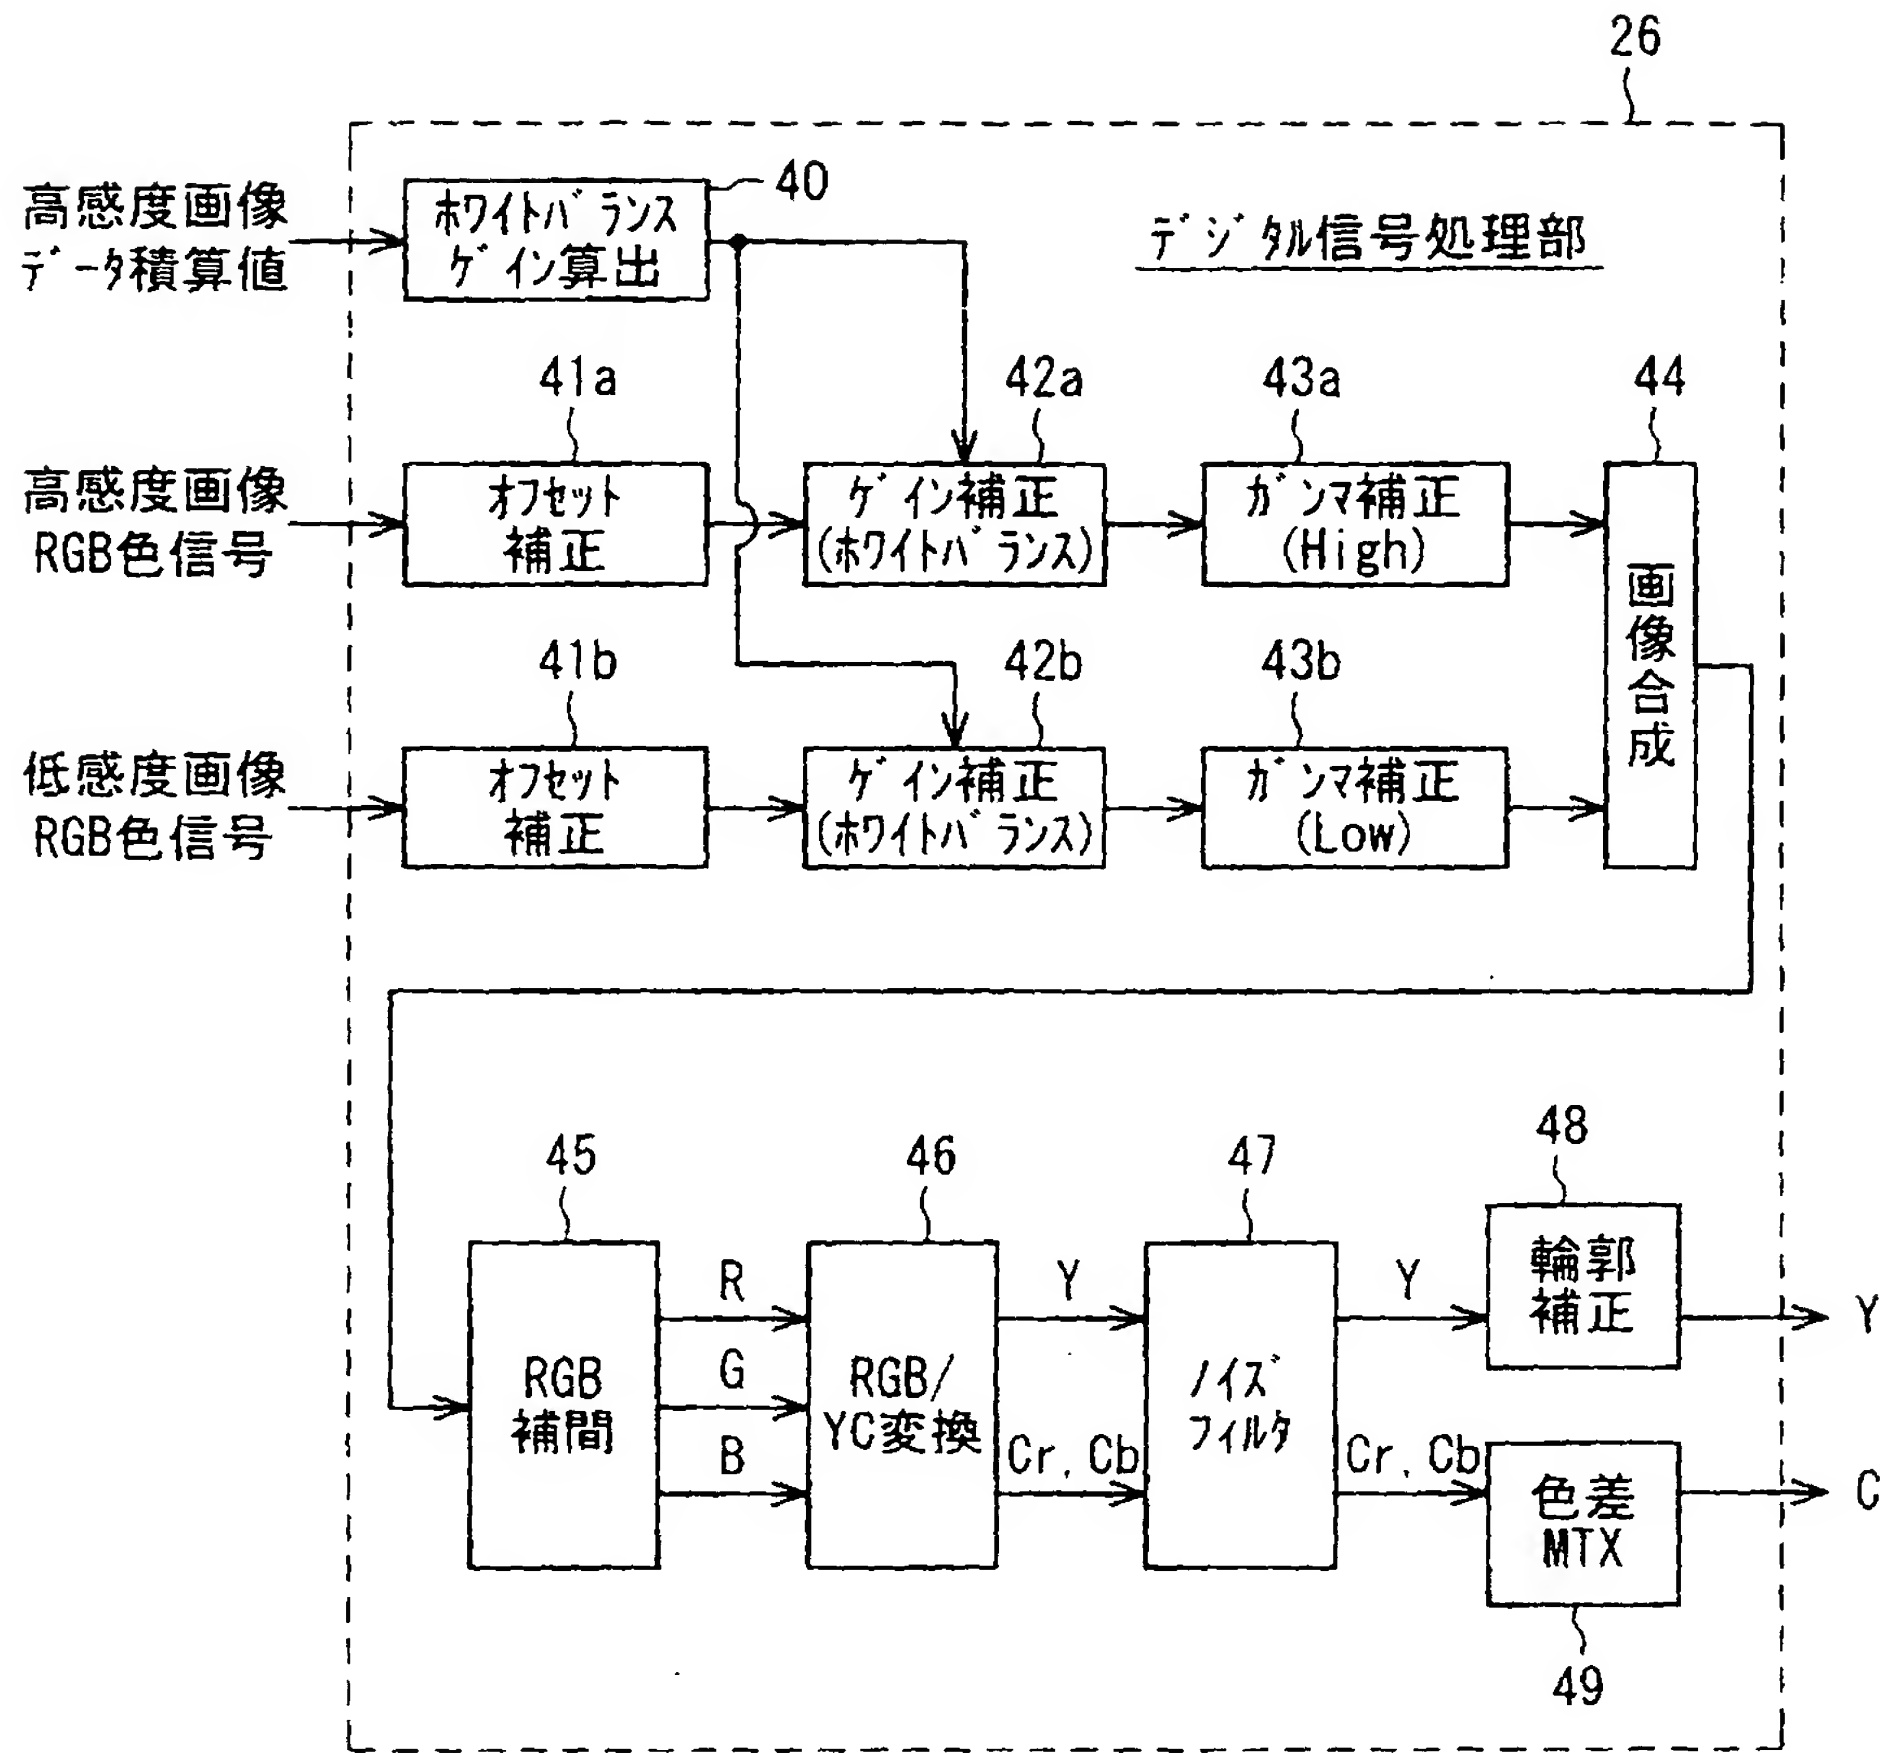 26
高感度画像
データ積算値
ホワイトバランス
ゲイン算出
40
デジタル信号処理部
41a
42a
43a
44
高感度画像
RGB色信号
オフセット
補正
ゲイン補正
(ホワイトバランス)
ガンマ補正
(High)
画像合成
41b
42b
43b
低感度画像
RGB色信号
オフセット
補正
ゲイン補正
(ホワイトバランス)
ガンマ補正
(Low)
45
46
47
48
RGB
補間
R
G
B
RGB/
YC変換
Y
Cr, Cb
ノイズ
フィルタ
Y
Cr, Cb
輪郭
補正
Y
色差
MTX
C
49